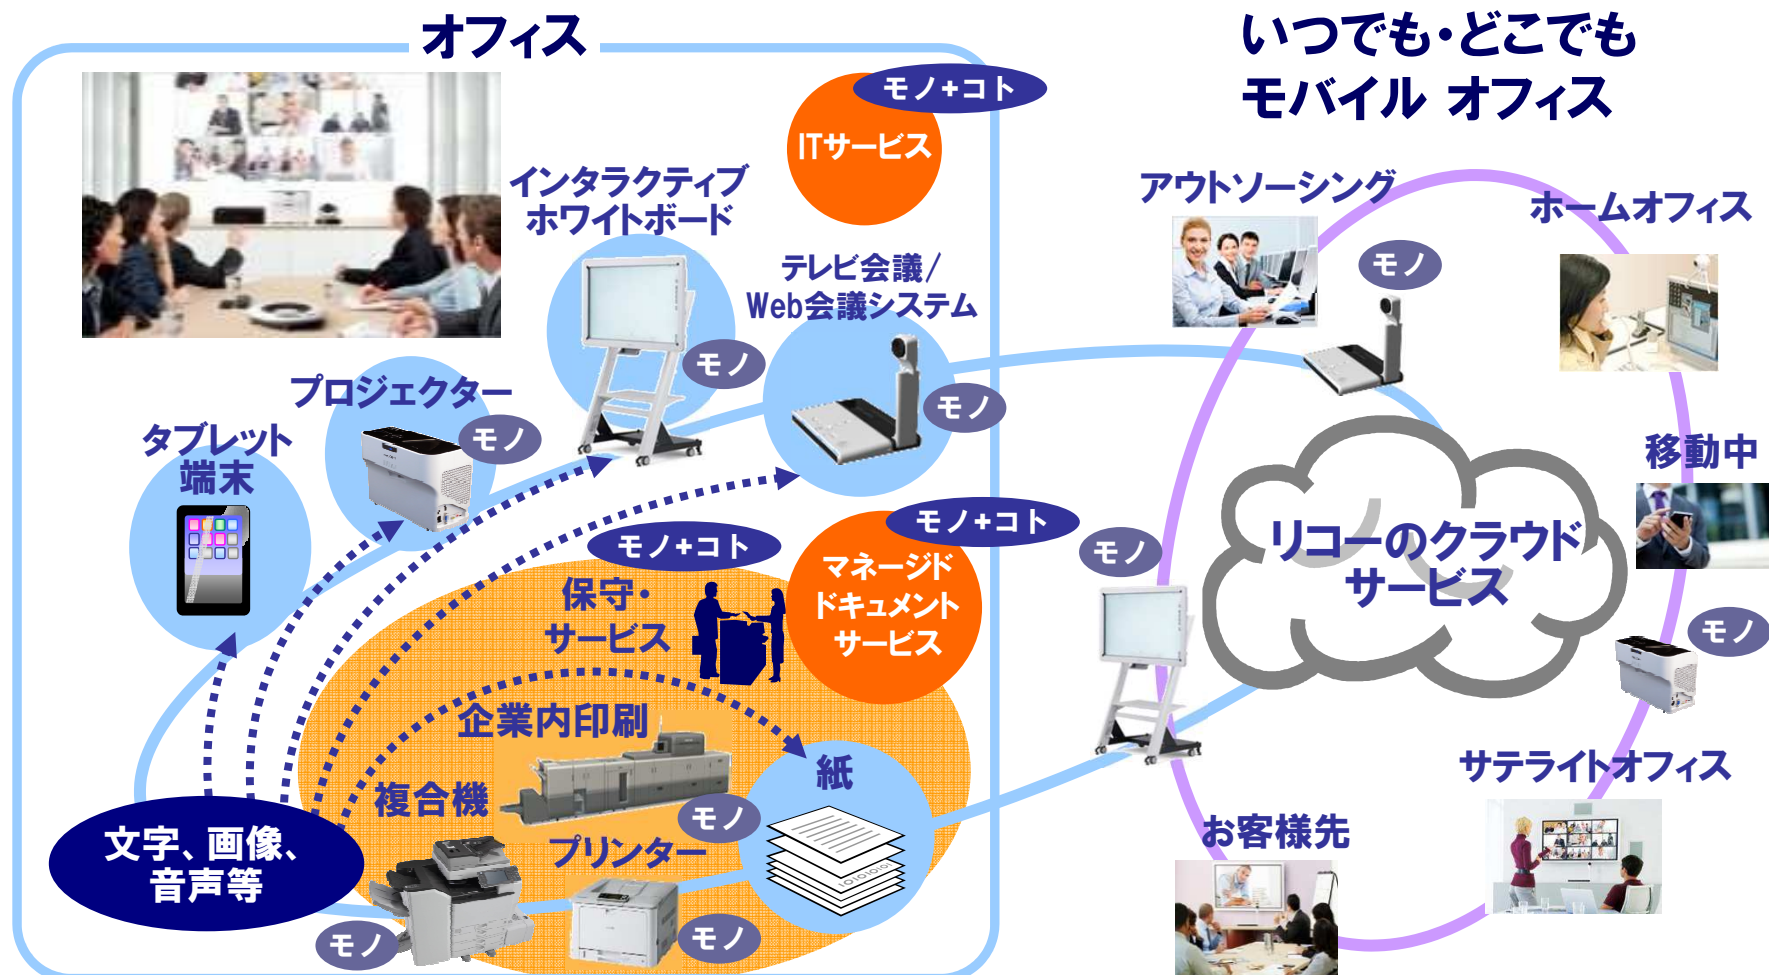 オフィス
いつでも・どこでも
モバイル オフィス
モノ+コト
ITサービス
インタラクティブ
ホワイトボード
テレビ会議/
Web会議システム
モノ
モノ
プロジェクター
モノ
タブレット
端末
モノ+コト
モノ+コト
保守・
サービス
マネージド
ドキュメント
サービス
企業内印刷
モノ
複合機
モノ
プリンター
モノ
紙
10101010
文字、画像、
音声等
アウトソーシング
モノ
ホームオフィス
移動中
モノ
リコーのクラウド
サービス
モノ
サテライトオフィス
お客様先